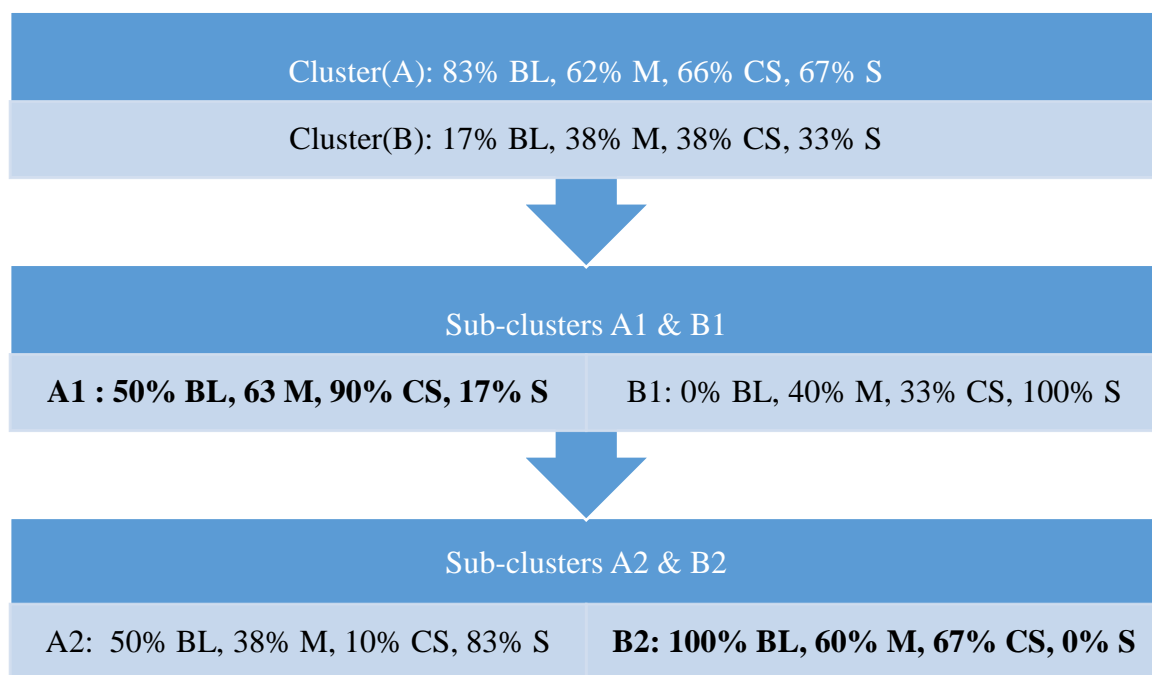 Cluster(A): 83% BL, 62% M, 66% CS, 67% S
Cluster(B): 17% BL, 38% M, 38% CS, 33% S
Sub-clusters A1 & B1
A1 : 50% BL, 63 M, 90% CS, 17% S
B1: 0% BL, 40% M, 33% CS, 100% S
Sub-clusters A2 & B2
A2:  50% BL, 38% M, 10% CS, 83% S
B2: 100% BL, 60% M, 67% CS, 0% S